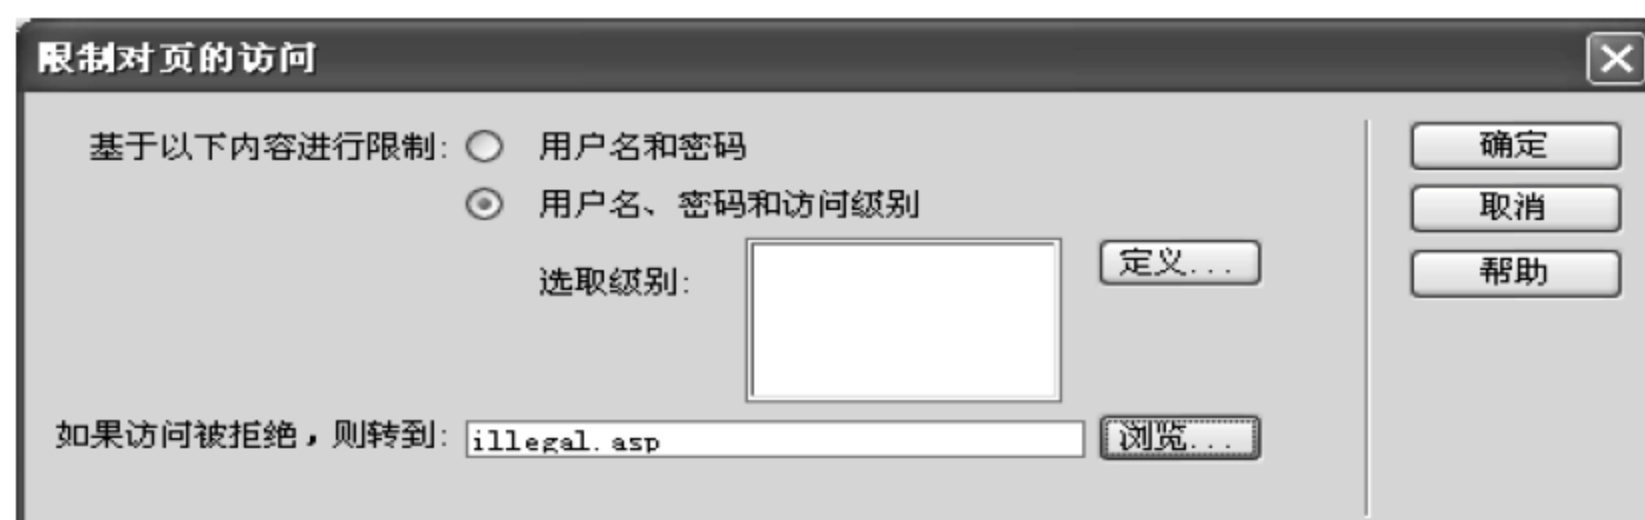 限制对页的访问
基于以下内容进行限制: 用户名和密码 确定
用户名、密码和访问级别 取消
选取级别: 定义... 帮助
如果访问被拒绝，则转到: illegal.asp 浏览...